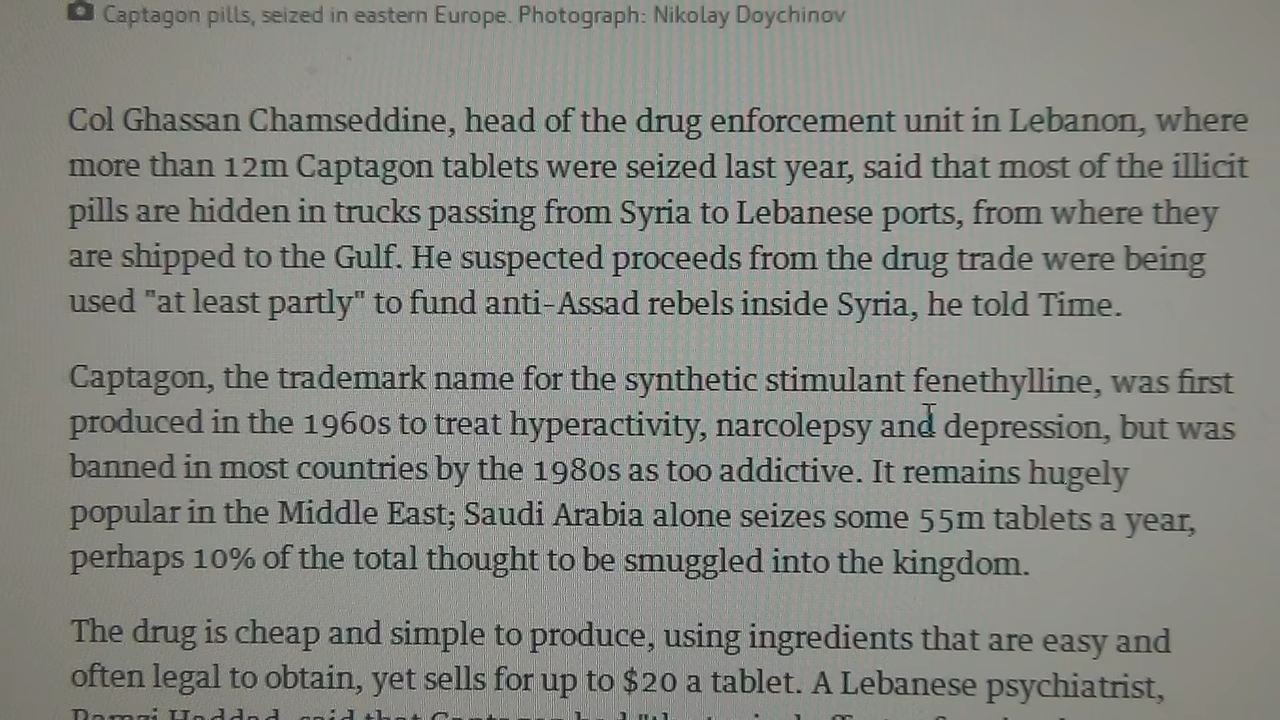 Captagon pills, seized in eastern Europe. Photograph: Nikolay Doychinov
Col Ghassan Chamseddine, head of the drug enforcement unit in Lebanon, where
more than 12m Captagon tablets were seized last year, said that most of the illicit
pills are hidden in trucks passing from Syria to Lebanese ports, from where they
are shipped to the Gulf. He suspected proceeds from the drug trade were being
used "at least partly" to fund anti-Assad rebels inside Syria, he told Time.
Captagon, the trademark name for the synthetic stimulant fenethylline, was first
produced in the 1960s to treat hyperactivity, narcolepsy and depression, but was
banned in most countries by the 1980s as too addictive. It remains hugely
popular in the Middle East; Saudi Arabia alone seizes some 55m tablets a year,
perhaps 10% of the total thought to be smuggled into the kingdom.
The drug is cheap and simple to produce, using ingredients that are easy and
often legal to obtain, yet sells for up to $20 a tablet. A Lebanese psychiatrist,